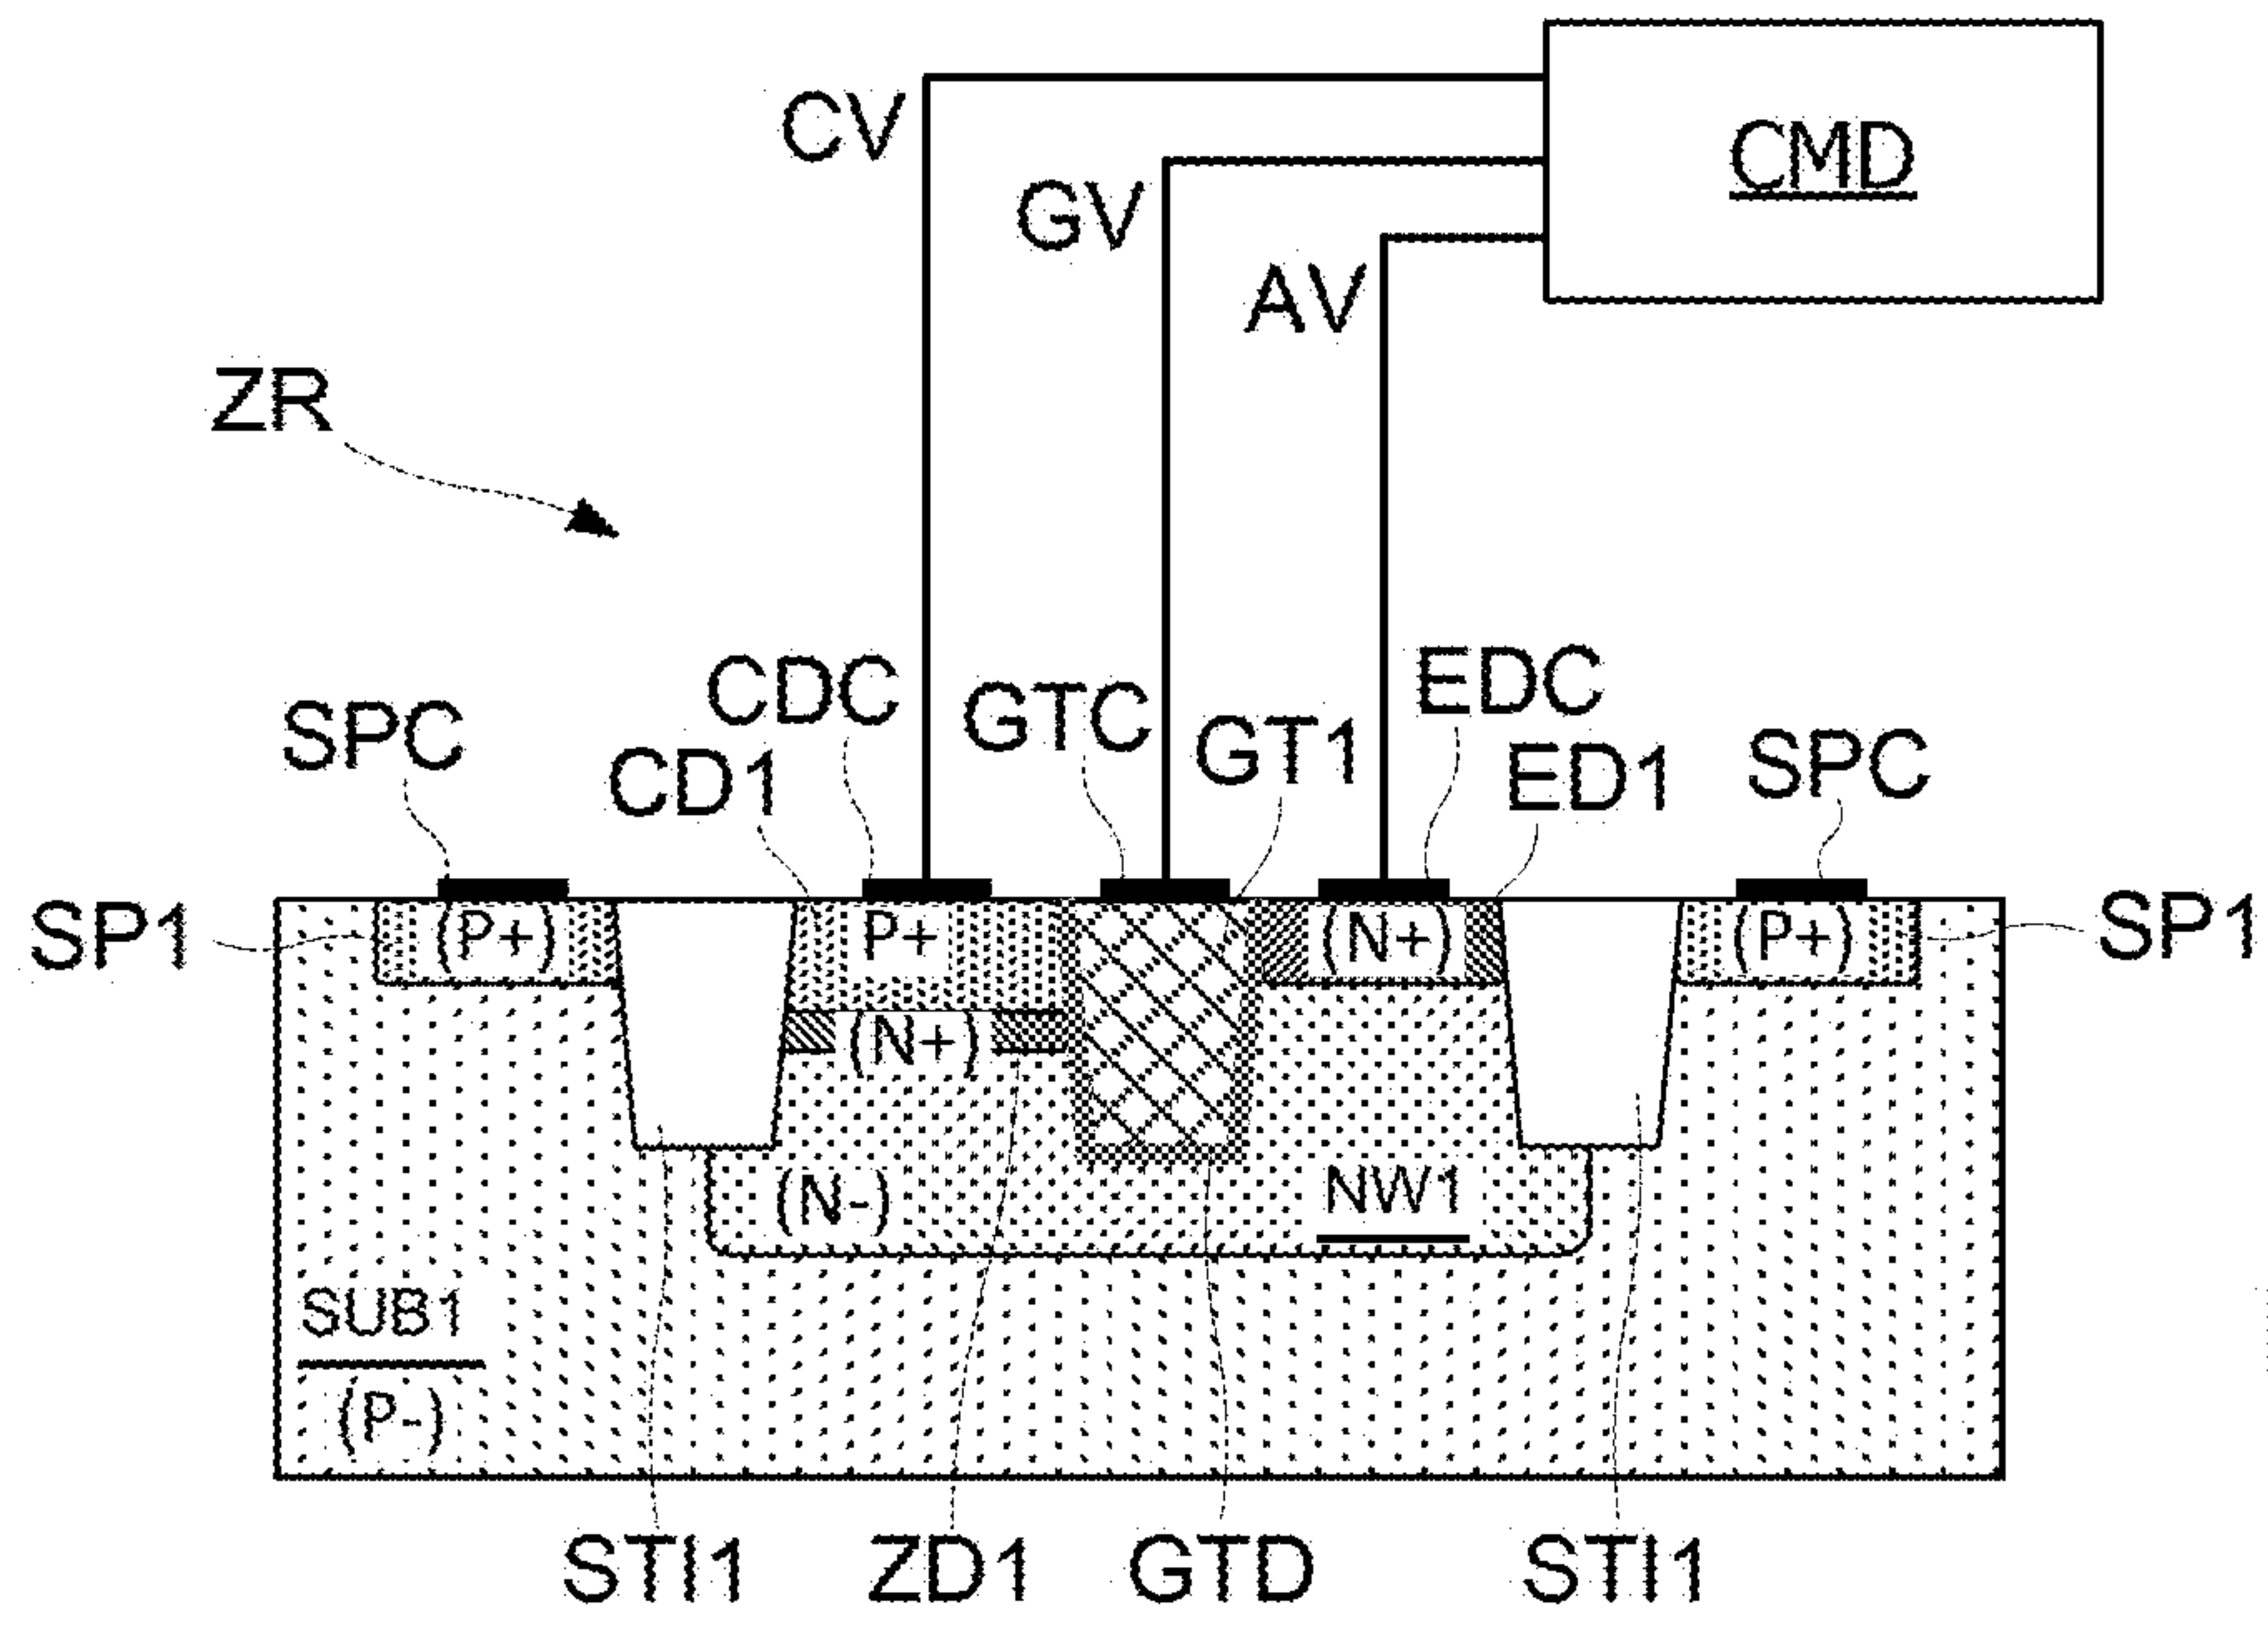 CMD
CV
GV
AV
ZR
CDC
EDC
SPC
GTC
GT1
CD1
ED1
SPC
SP1
(P+)
P+
(N+)
(P+)
SP1
(N+)
(N-)
NW1
SUB1
(P-)
STI1
ZD1
GTD
STI1